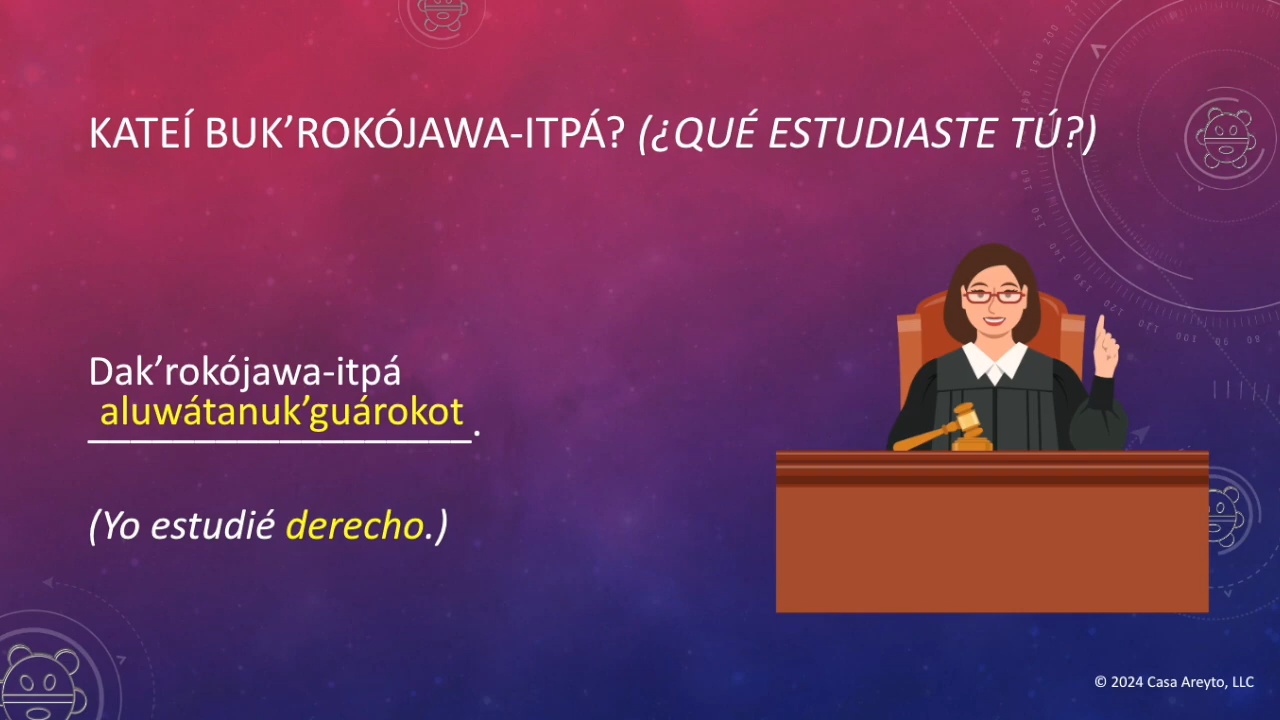 KATEÍ BUK’ROKÓJAWA-ITPÁ? (¿QUÉ ESTUDIASTE TÚ?)
Dak’rokójawa-itpá
aluwátanuk’guárokot
__________________.
(Yo estudié derecho.)
© 2024 Casa Areyto, LLC